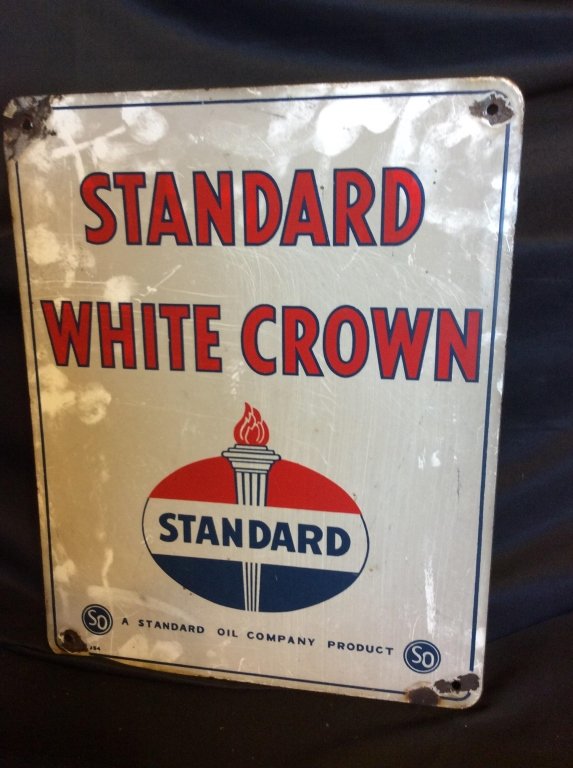 STANDARD
WHITE CROWN
STANDARD
SO A STANDARD OIL COMPANY PRODUCT SO